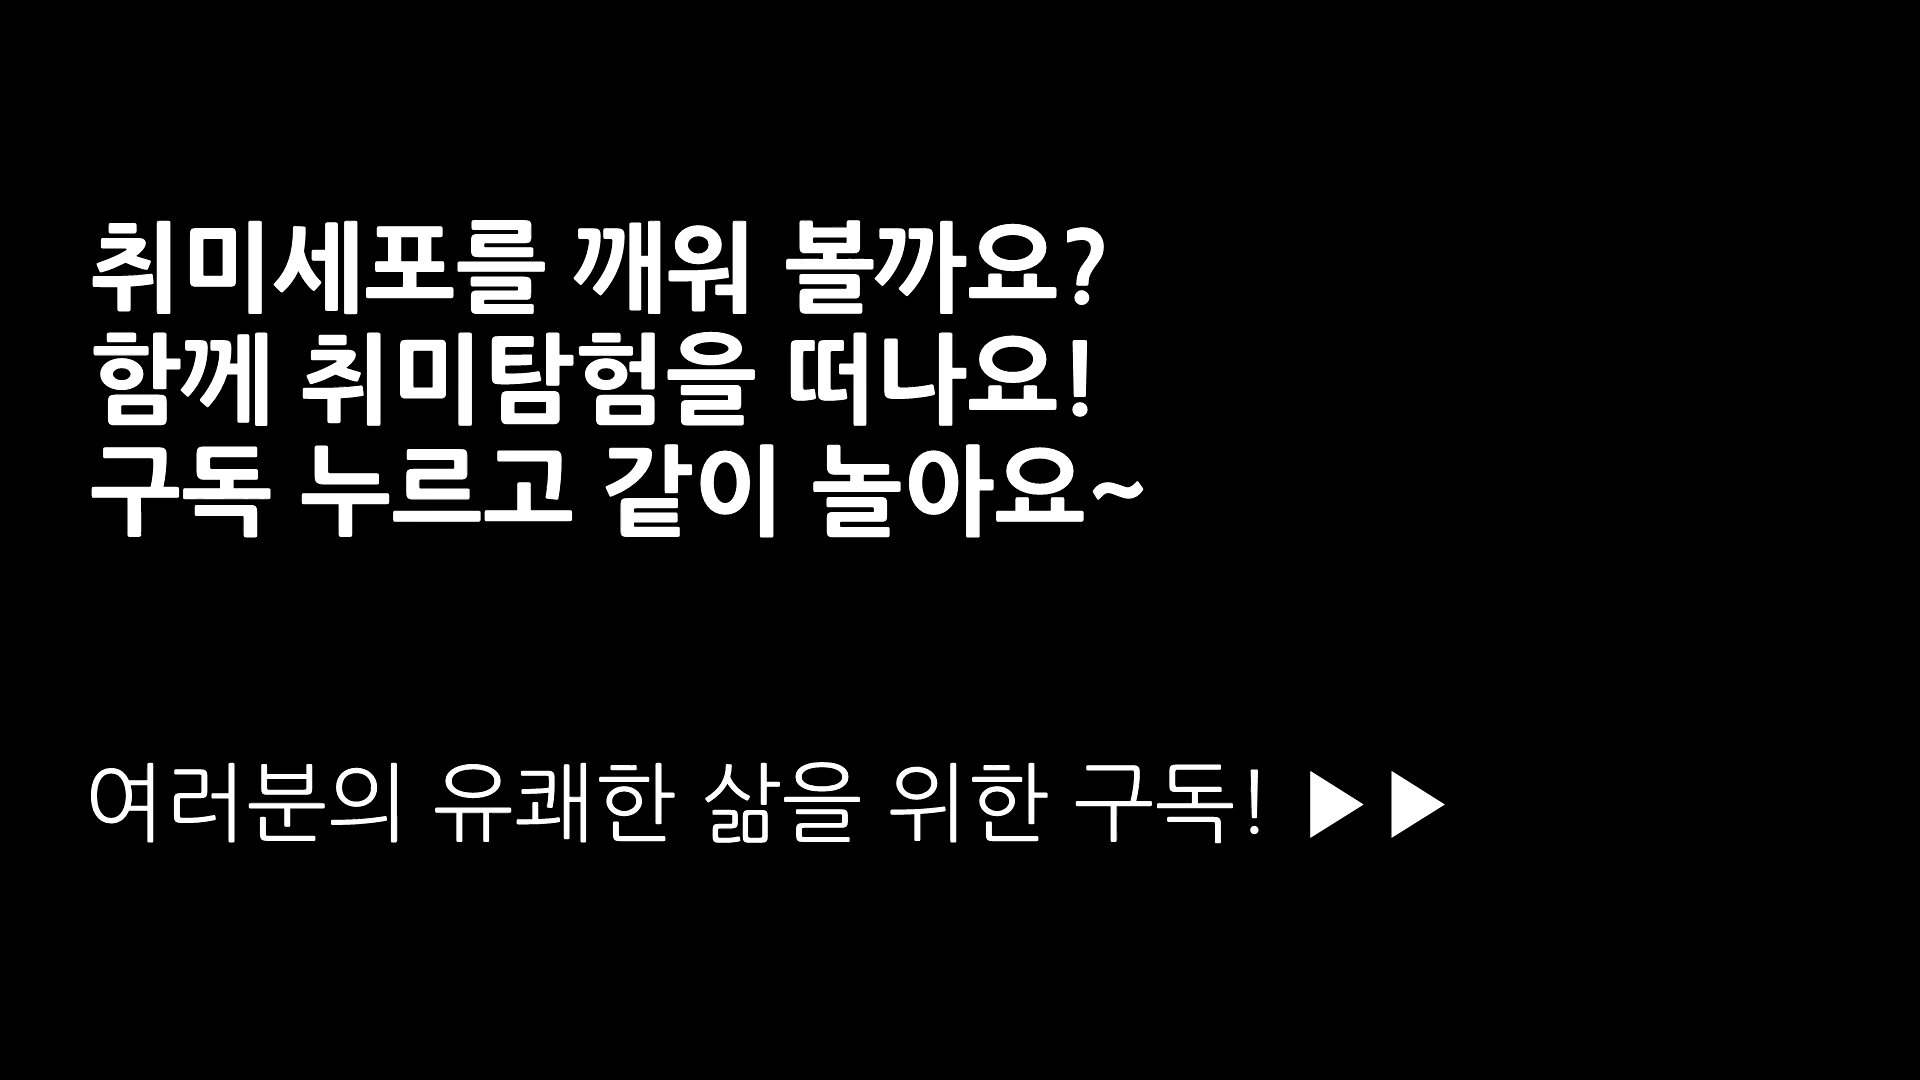 취미세포를 깨워 볼까요?
함께 취미탐험을 떠나요!
구독 누르고 같이 놀아요~
여러분의 유쾌한 삶을 위한 구독! ▶▶